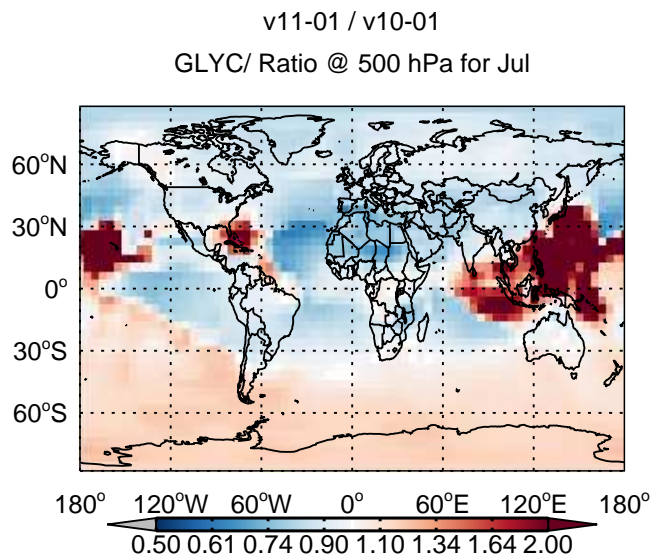 v11-01 / v10-01
GLYC/ Ratio @ 500 hPa for Jul
60°N
30°N
0°
30°S
60°S
180° 120°W 60°W 0° 60°E 120°E 180°
0.50 0.61 0.74 0.90 1.10 1.34 1.64 2.00